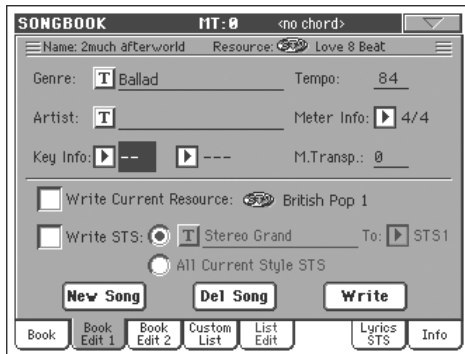 SONGBOOK MT:0 <no chord>
Name: 2much afterworld Resource: STY Love 8 Beat
Genre: T Ballad Tempo: 84
Artist: T Meter Info: 4/4
Key Info: -- --- M.Transp.: 0
Write Current Resource: STY British Pop 1
Write STS: T Stereo Grand To: STS1
All Current Style STS
New Song Del Song Write
Book Book Edit 1 Book Edit 2 Custom List List Edit Lyrics STS Info